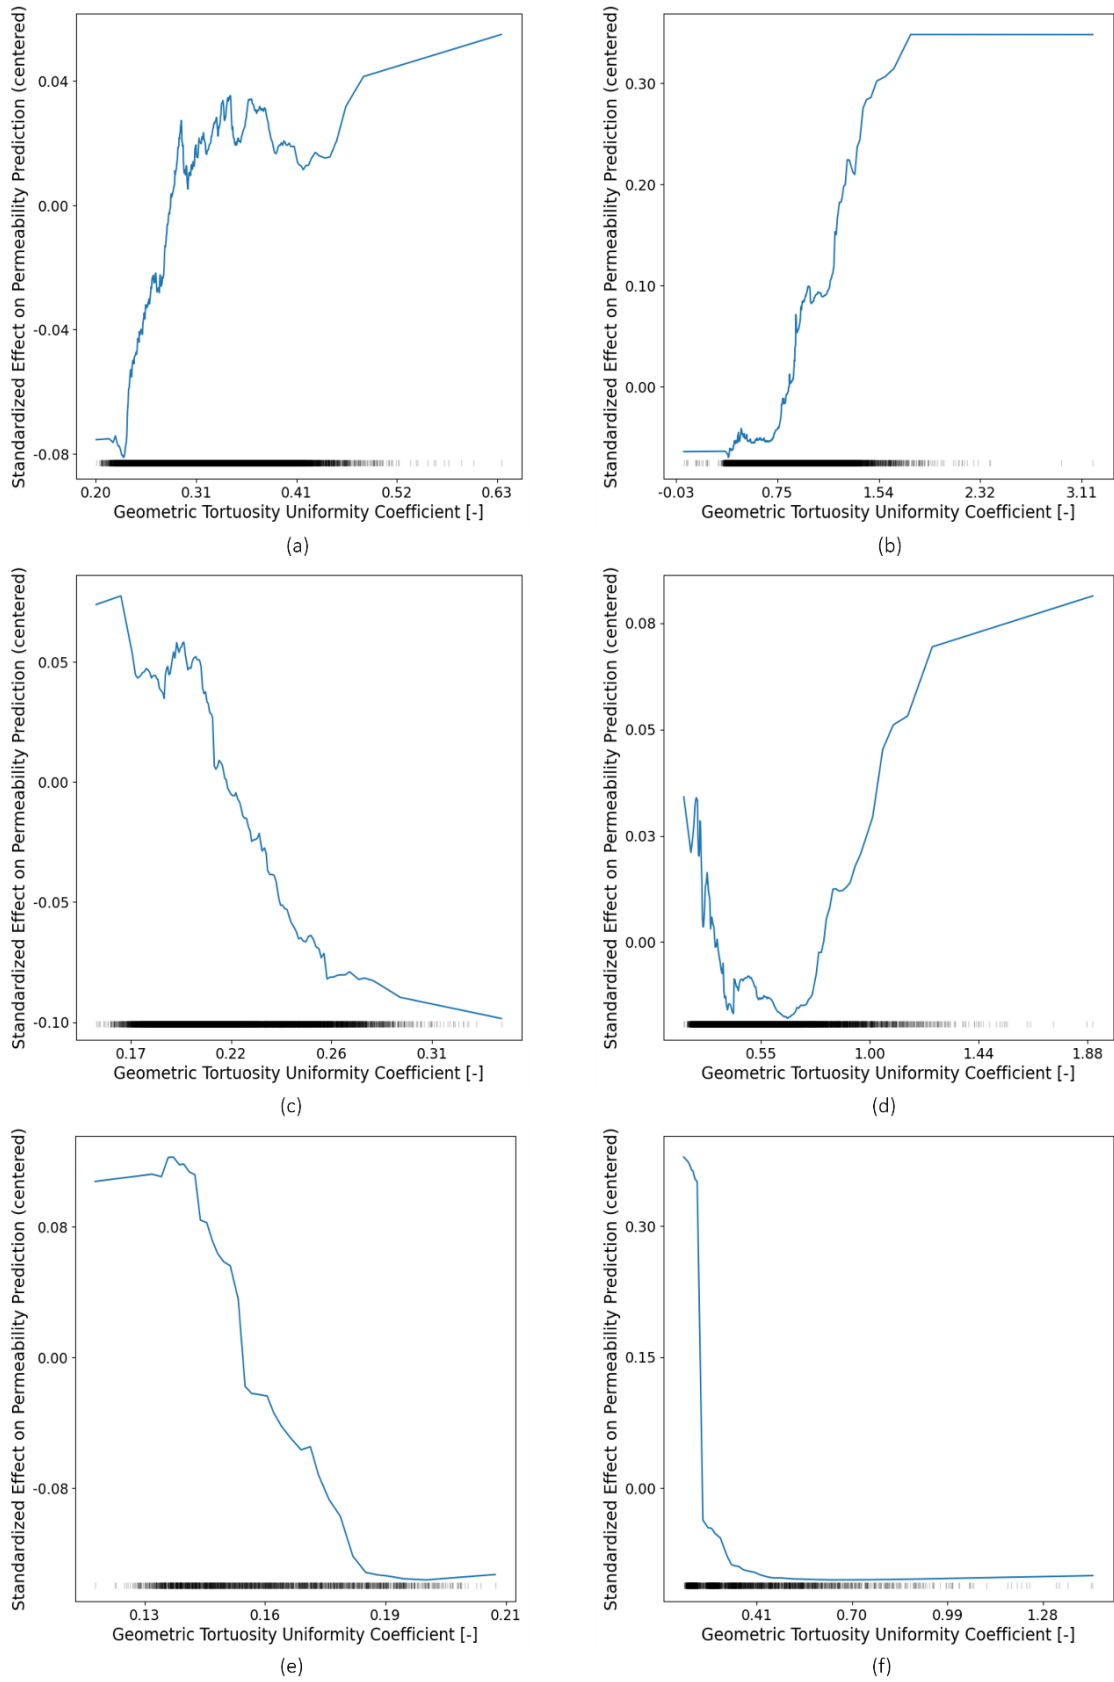 Standardized Effect on Permeability Prediction (centered)
0.04
0.00
-0.04
-0.08
0.20 0.31 0.41 0.52 0.63
Geometric Tortuosity Uniformity Coefficient [-]
(a)
Standardized Effect on Permeability Prediction (centered)
0.30
0.20
0.10
0.00
-0.03 0.75 1.54 2.32 3.11
Geometric Tortuosity Uniformity Coefficient [-]
(b)
Standardized Effect on Permeability Prediction (centered)
0.05
0.00
-0.05
-0.10
0.17 0.22 0.26 0.31
Geometric Tortuosity Uniformity Coefficient [-]
(c)
Standardized Effect on Permeability Prediction (centered)
0.08
0.05
0.03
0.00
0.55 1.00 1.44 1.88
Geometric Tortuosity Uniformity Coefficient [-]
(d)
Standardized Effect on Permeability Prediction (centered)
0.08
0.00
-0.08
0.13 0.16 0.19 0.21
Geometric Tortuosity Uniformity Coefficient [-]
(e)
Standardized Effect on Permeability Prediction (centered)
0.30
0.15
0.00
0.41 0.70 0.99 1.28
Geometric Tortuosity Uniformity Coefficient [-]
(f)